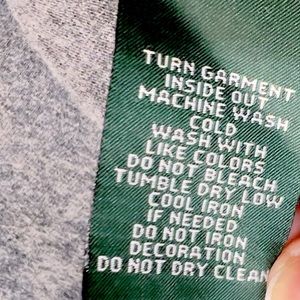 TURN GARMENT
INSIDE OUT
MACHINE WASH
COLD
WASH WITH
LIKE COLORS
DO NOT BLEACH
TUMBLE DRY LOW
COOL IRON
IF NEEDED
DO NOT IRON
DECORATION
DO NOT DRY CLEAN